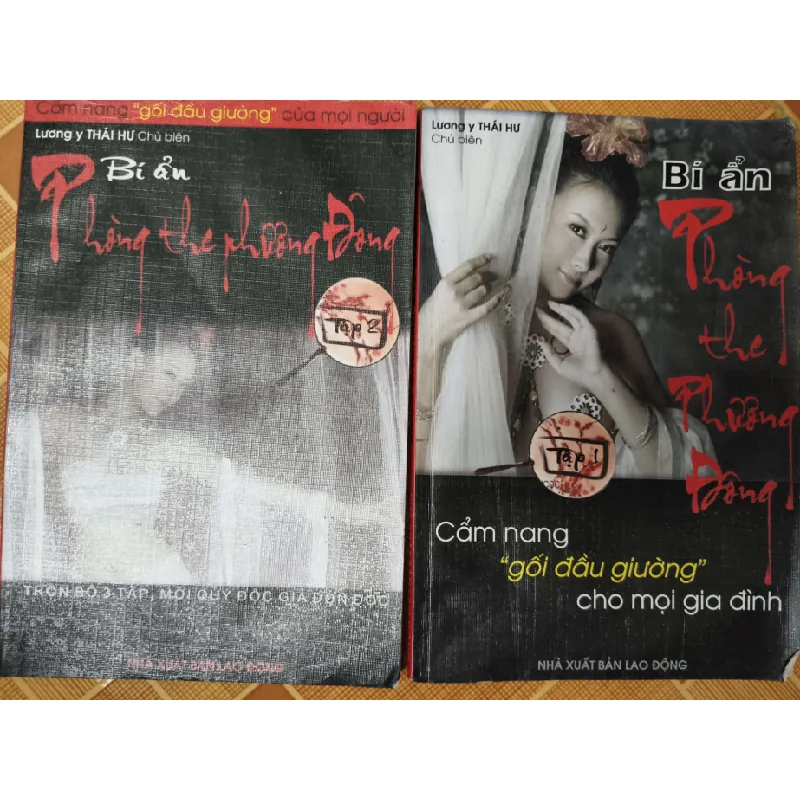 Cẩm nang "gối đầu giường" của mọi người
Lương y THÁI HƯ Chủ biên
Bí ẩn
Phòng the phương Đông
Tập 2
TRỌN BỘ 3 TẬP, MỜI QUÝ ĐỘC GIẢ ĐÓN ĐỌC
NHÀ XUẤT BẢN LAO ĐỘNG
Lương y THÁI HƯ
Chủ biên
Bí ẩn
Phòng
the
Phương
Đông
Tập 1
Cẩm nang
"gối đầu giường"
cho mọi gia đình
NHÀ XUẤT BẢN LAO ĐỘNG